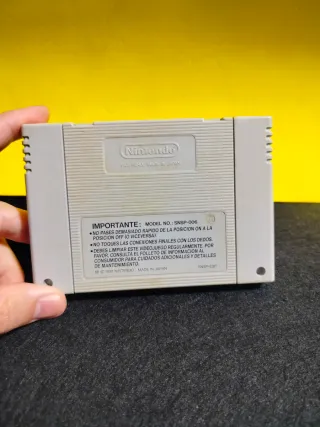 Nintendo
IMPORTANTE: MODEL NO.: SNSP-006
●NO PASES DEMASIADO RAPIDO DE LA POSICION ON A LA
POSICION OFF (O VICEVERSA).
●NO TOQUES LAS CONEXIONES FINALES CON LOS DEDOS.
●DEBES LIMPIAR ESTE VIDEOJUEGO REGULARMENTE. POR
FAVOR, CONSULTA EL FOLLETO DE INFORMACION AL
CONSUMIDOR PARA CUIDADOS ADICIONALES Y DETALLES
DE MANTENIMIENTO.
NINTENDO MADE IN JAPAN